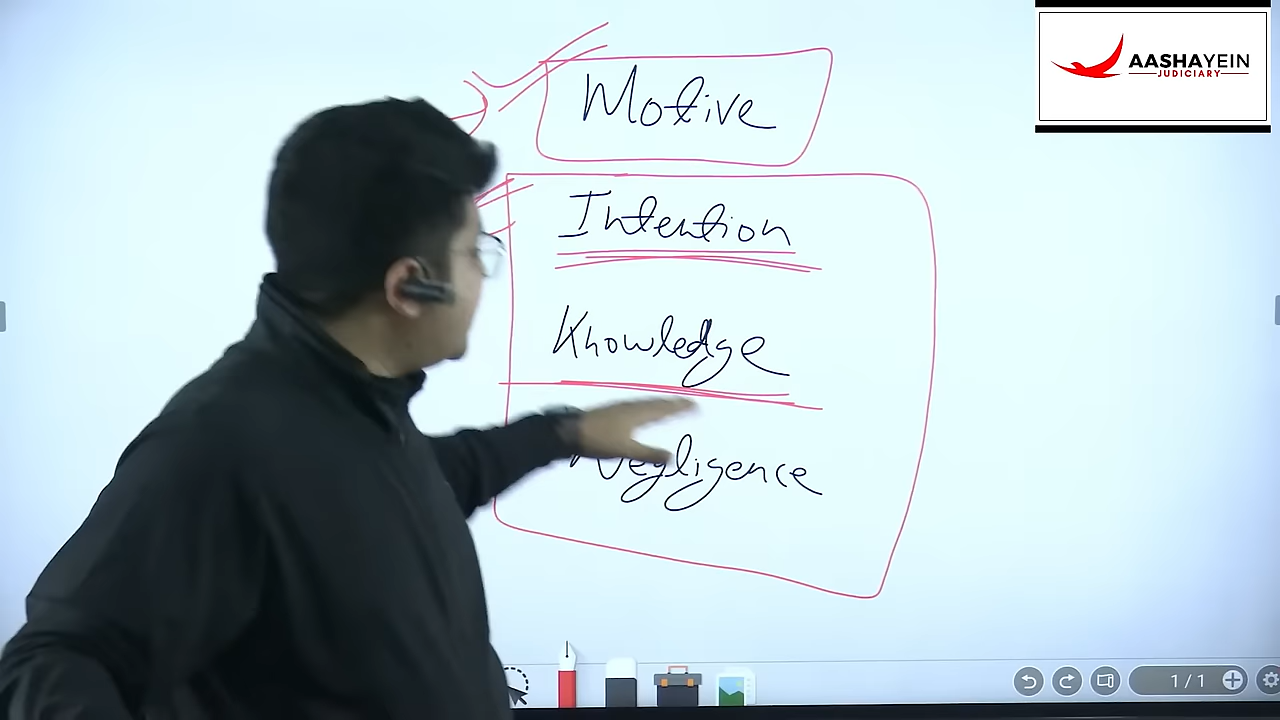 AASHAYEIN
JUDICIARY
Motive
Intention
Knowledge
Negligence
1/1